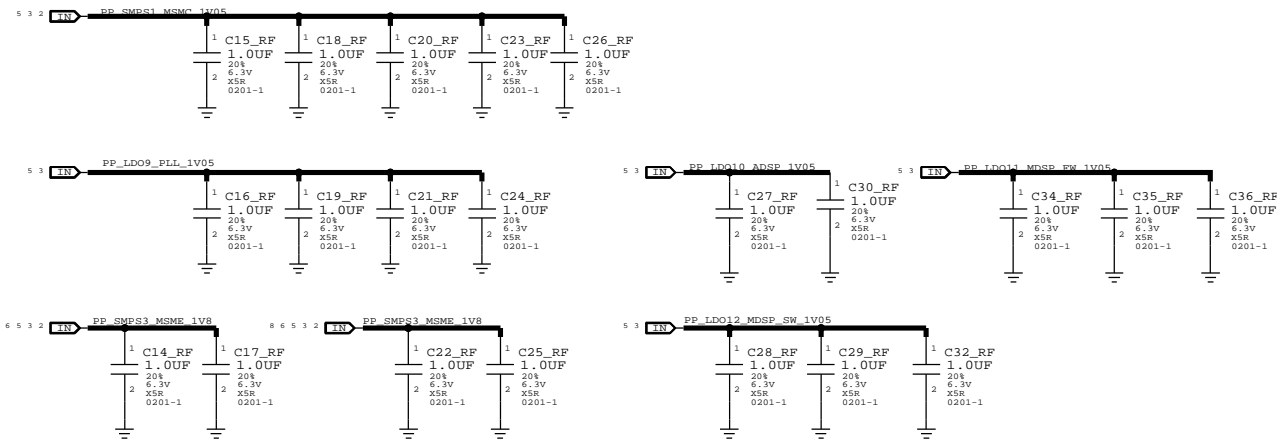 5 3 2 IN PP_SMPS1_MSMC_1V05
1 C15_RF 1 C18_RF 1 C20_RF 1 C23_RF 1 C26_RF
1.0UF 1.0UF 1.0UF 1.0UF 1.0UF
20% 20% 20% 20% 20%
2 6.3V 2 6.3V 2 6.3V 2 6.3V 2 6.3V
X5R X5R X5R X5R X5R
0201-1 0201-1 0201-1 0201-1 0201-1
5 3 IN PP_LDO9_PLL_1V05 5 3 IN PP_LDO10_ADSP_1V05 5 3 IN PP_LDO11_MDSP_FW_1V05
1 C16_RF 1 C19_RF 1 C21_RF 1 C24_RF 1 C27_RF 1 C30_RF 1 C34_RF 1 C35_RF 1 C36_RF
1.0UF 1.0UF 1.0UF 1.0UF 1.0UF 1.0UF 1.0UF 1.0UF 1.0UF
20% 20% 20% 20% 20% 20% 20% 20% 20%
2 6.3V 2 6.3V 2 6.3V 2 6.3V 2 6.3V 2 6.3V 2 6.3V 2 6.3V 2 6.3V
X5R X5R X5R X5R X5R X5R X5R X5R X5R
0201-1 0201-1 0201-1 0201-1 0201-1 0201-1 0201-1 0201-1 0201-1
6 5 3 2 IN PP_SMPS3_MSME_1V8 8 6 5 3 2 IN PP_SMPS3_MSME_1V8 5 3 IN PP_LDO12_MDSP_SW_1V05
1 C14_RF 1 C17_RF 1 C22_RF 1 C25_RF 1 C28_RF 1 C29_RF 1 C32_RF
1.0UF 1.0UF 1.0UF 1.0UF 1.0UF 1.0UF 1.0UF
20% 20% 20% 20% 20% 20% 20%
2 6.3V 2 6.3V 2 6.3V 2 6.3V 2 6.3V 2 6.3V 2 6.3V
X5R X5R X5R X5R X5R X5R X5R
0201-1 0201-1 0201-1 0201-1 0201-1 0201-1 0201-1